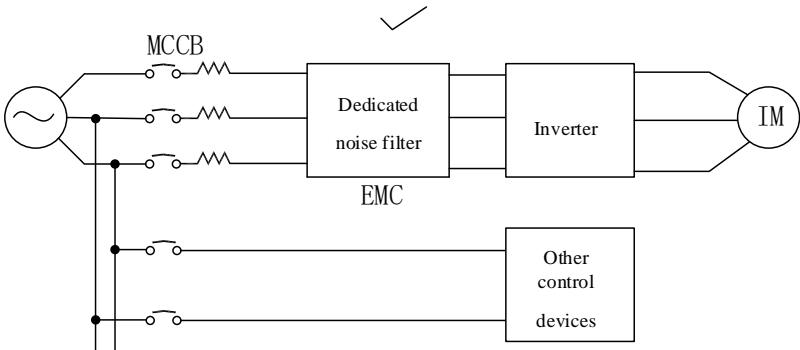 MCCB
Dedicated
noise filter
EMC
Inverter
IM
Other
control
devices